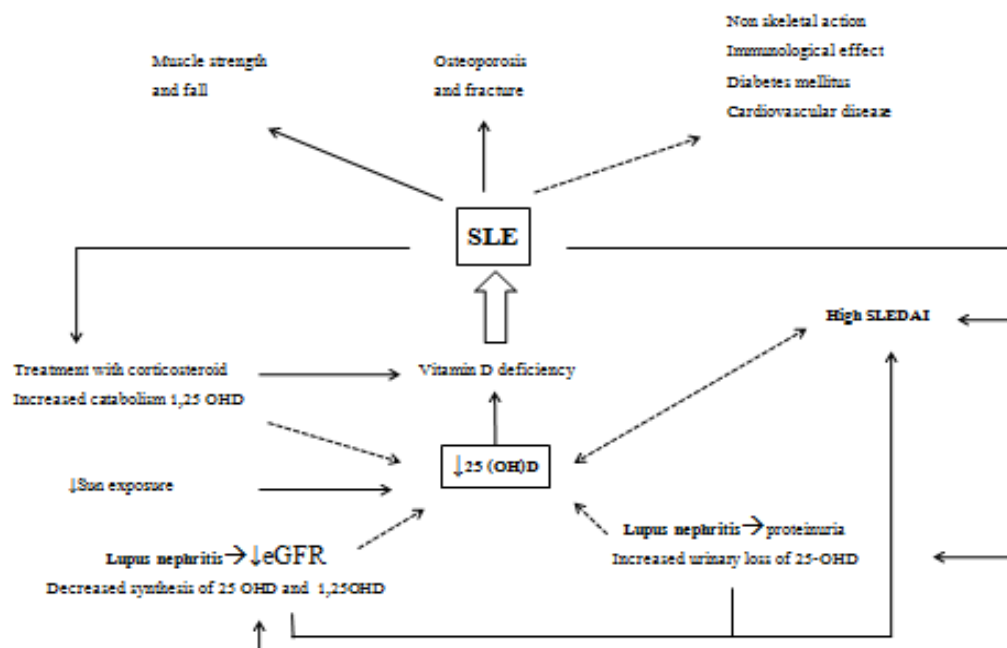 Non skeletal action
Immunological effect
Diabetes mellitus
Cardiovascular disease
Muscle strength
and fall
Osteoporosis
and fracture
SLE
High SLEDAI
Treatment with corticosteroid
Increased catabolism 1,25 OHD
Vitamin D deficiency
↓25 (OH)D
↓Sun exposure
Lupus nephritis→↓eGFR
Decreased synthesis of 25 OHD and 1,25OHD
Lupus nephritis→proteinuria
Increased urinary loss of 25-OHD